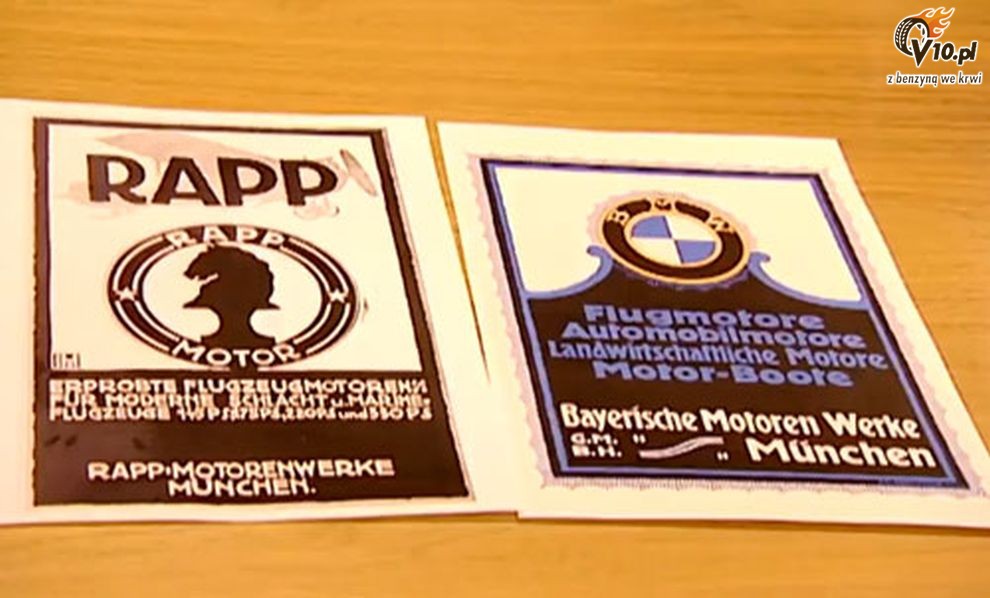 V10.pl
z benzyną we krwi
RAPP
RAPP
MOTOR
ERPROBTE FLUGZEUGMOTOREN
FÜR MODERNE SCHLACHT u. MARINE-
FLUGZEUGE
RAPP-MOTORENWERKE
MÜNCHEN.
BMW
Flugmotore
Automobilmotore
Landwirtschaftliche Motore
Motor-Boote
Bayerische Motoren Werke
G.M. "
B.H. " München